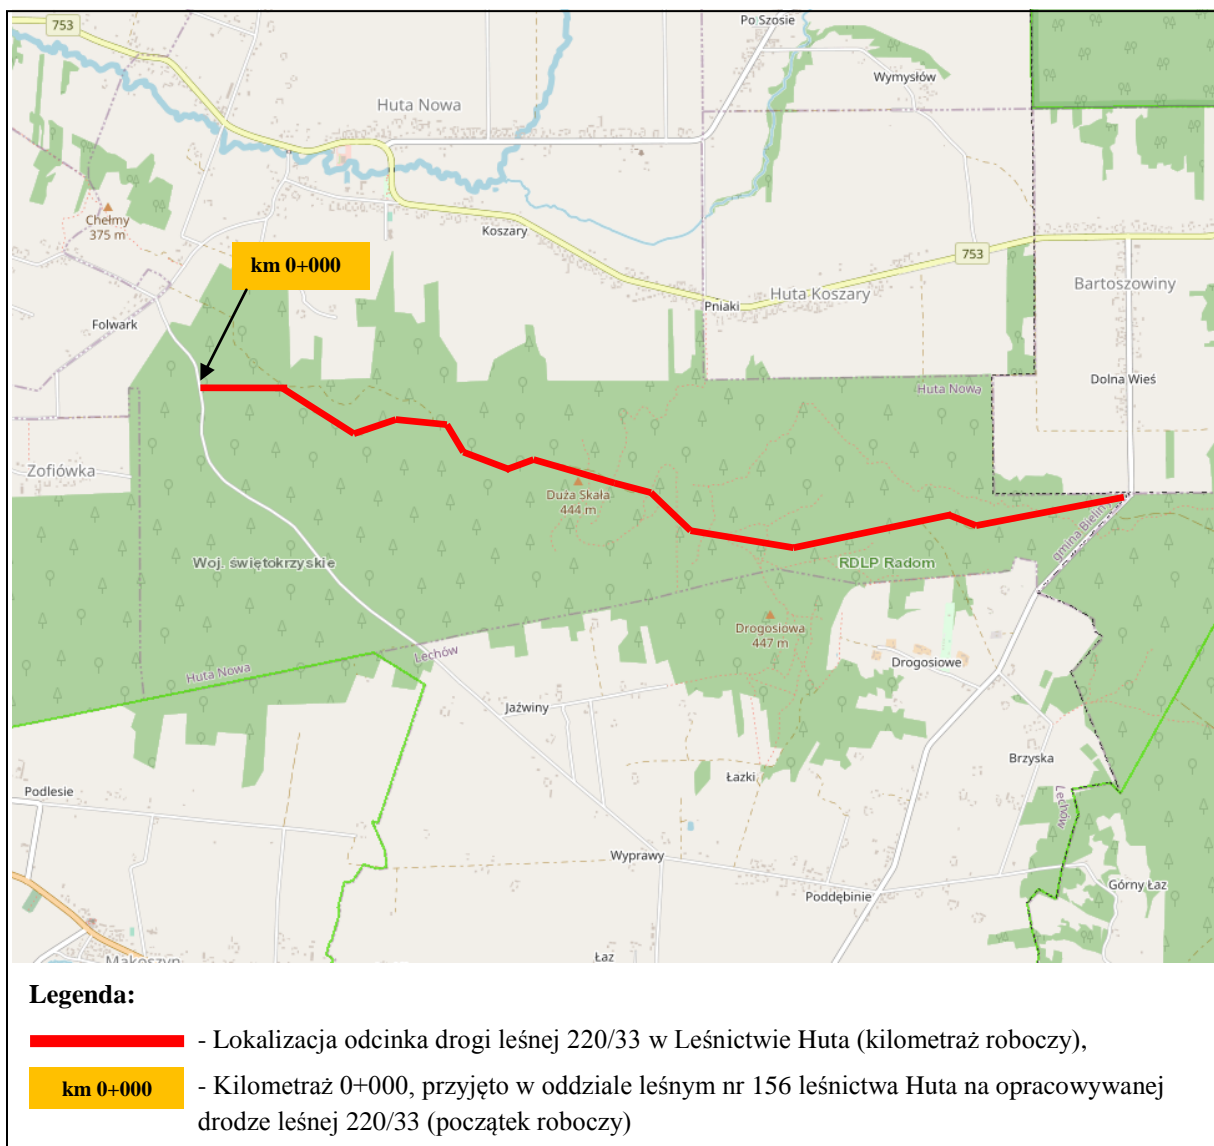 753
Po Szosie
Wymysłów
Huta Nowa
Chełmy
375 m
Koszary
753
km 0+000
Bartoszowiny
Huta Koszary
Pniaki
Folwark
Dolna Wieś
Huta Nowa
Zofiówka
Duża Skała
444 m
gmina Bielin
Woj. świętokrzyskie
RDLP Radom
Drogosiowa
447 m
Lechów
Huta Nowa
Drogosiowe
Jaźwiny
Brzyska
Łazki
Podlesie
Lechów
Wyprawy
Górny Łaz
Poddębinie
Łaz
Makoszyn
Legenda:
- Lokalizacja odcinka drogi leśnej 220/33 w Leśnictwie Huta (kilometraż roboczy),
km 0+000 - Kilometraż 0+000, przyjęto w oddziale leśnym nr 156 leśnictwa Huta na opracowywanej
drodze leśnej 220/33 (początek roboczy)